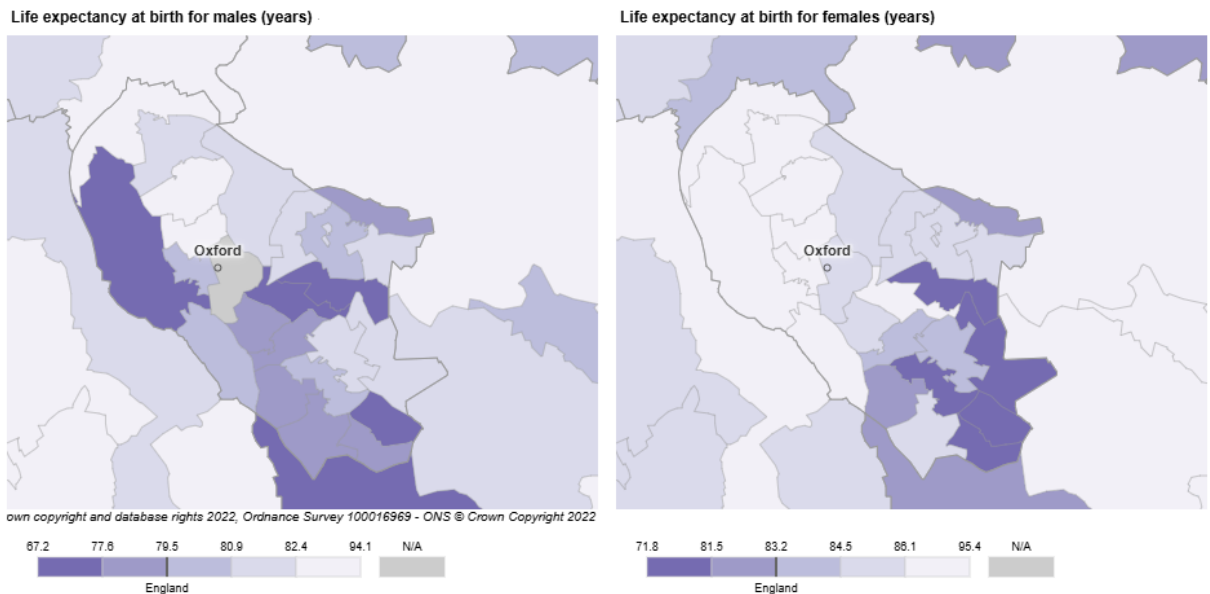 Life expectancy at birth for males (years)
Life expectancy at birth for females (years)
Oxford
Oxford
own copyright and database rights 2022, Ordnance Survey 100016969 - ONS © Crown Copyright 2022
67.2 77.6 79.5 80.9 82.4 94.1 N/A
England
71.8 81.5 83.2 84.5 86.1 95.4 N/A
England